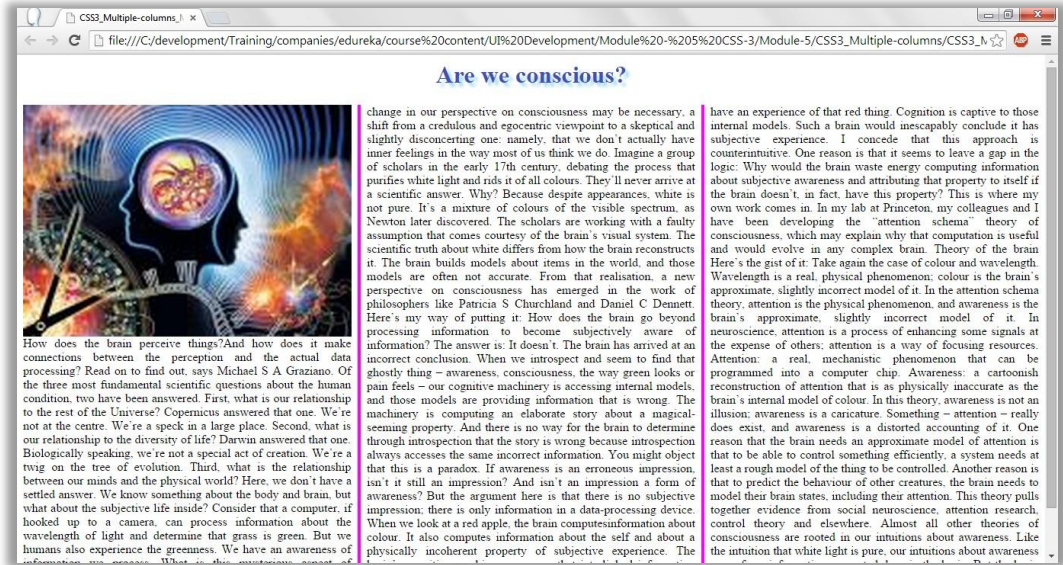 CSS3_Multiple-columns_
file:///C:/development/Training/companies/edureka/course%20content/UI%20Development/Module%20-%205%20CSS-3/Module-5/CSS3_Multiple-columns/CSS3_
ABP
Are we conscious?
How does the brain perceive things?And how does it make
connections between the perception and the actual data
processing? Read on to find out, says Michael S A Graziano. Of
the three most fundamental scientific questions about the human
condition, two have been answered. First, what is our relationship
to the rest of the Universe? Copernicus answered that one. We're
not at the centre. We're a speck in a large place. Second, what is
our relationship to the diversity of life? Darwin answered that one.
Biologically speaking, we're not a special act of creation. We're a
twig on the tree of evolution. Third, what is the relationship
between our minds and the physical world? Here, we don't have a
settled answer. We know something about the body and brain, but
what about the subjective life inside? Consider that a computer, if
hooked up to a camera, can process information about the
wavelength of light and determine that grass is green. But we
humans also experience the greenness. We have an awareness of
information we process. What is this mysterious aspect of
change in our perspective on consciousness may be necessary, a
shift from a credulous and egocentric viewpoint to a skeptical and
slightly disconcerting one: namely, that we don't actually have
inner feelings in the way most of us think we do. Imagine a group
of scholars in the early 17th century, debating the process that
purifies white light and rids it of all colours. They'll never arrive at
a scientific answer. Why? Because despite appearances, white is
not pure. It's a mixture of colours of the visible spectrum, as
Newton later discovered. The scholars are working with a faulty
assumption that comes courtesy of the brain's visual system. The
scientific truth about white differs from how the brain reconstructs
it. The brain builds models about items in the world, and those
models are often not accurate. From that realisation, a new
perspective on consciousness has emerged in the work of
philosophers like Patricia S Churchland and Daniel C Dennett.
Here's my way of putting it: How does the brain go beyond
processing information to become subjectively aware of
information? The answer is: It doesn't. The brain has arrived at an
incorrect conclusion. When we introspect and seem to find that
ghostly thing – awareness, consciousness, the way green looks or
pain feels – our cognitive machinery is accessing internal models,
and those models are providing information that is wrong. The
machinery is computing an elaborate story about a magical-
seeming property. And there is no way for the brain to determine
through introspection that the story is wrong because introspection
always accesses the same incorrect information. You might object
that this is a paradox. If awareness is an erroneous impression,
isn't it still an impression? And isn't an impression a form of
awareness? But the argument here is that there is no subjective
impression; there is only information in a data-processing device.
When we look at a red apple, the brain computesinformation about
colour. It also computes information about the self and about a
physically incoherent property of subjective experience. The
have an experience of that red thing. Cognition is captive to those
internal models. Such a brain would inescapably conclude it has
subjective experience. I concede that this approach is
counterintuitive. One reason is that it seems to leave a gap in the
logic: Why would the brain waste energy computing information
about subjective awareness and attributing that property to itself if
the brain doesn't, in fact, have this property? This is where my
own work comes in. In my lab at Princeton, my colleagues and I
have been developing the "attention schema" theory of
consciousness, which may explain why that computation is useful
and would evolve in any complex brain. Theory of the brain
Here's the gist of it: Take again the case of colour and wavelength.
Wavelength is a real, physical phenomenon; colour is the brain's
approximate, slightly incorrect model of it. In the attention schema
theory, attention is the physical phenomenon, and awareness is the
brain's approximate, slightly incorrect model of it. In
neuroscience, attention is a process of enhancing some signals at
the expense of others; attention is a way of focusing resources.
Attention: a real, mechanistic phenomenon that can be
programmed into a computer chip. Awareness: a cartoonish
reconstruction of attention that is as physically inaccurate as the
brain's internal model of colour. In this theory, awareness is not an
illusion; awareness is a caricature. Something – attention – really
does exist, and awareness is a distorted accounting of it. One
reason that the brain needs an approximate model of attention is
that to be able to control something efficiently, a system needs at
least a rough model of the thing to be controlled. Another reason is
that to predict the behaviour of other creatures, the brain needs to
model their brain states, including their attention. This theory pulls
together evidence from social neuroscience, attention research,
control theory and elsewhere. Almost all other theories of
consciousness are rooted in our intuitions about awareness. Like
the intuition that white light is pure, our intuitions about awareness